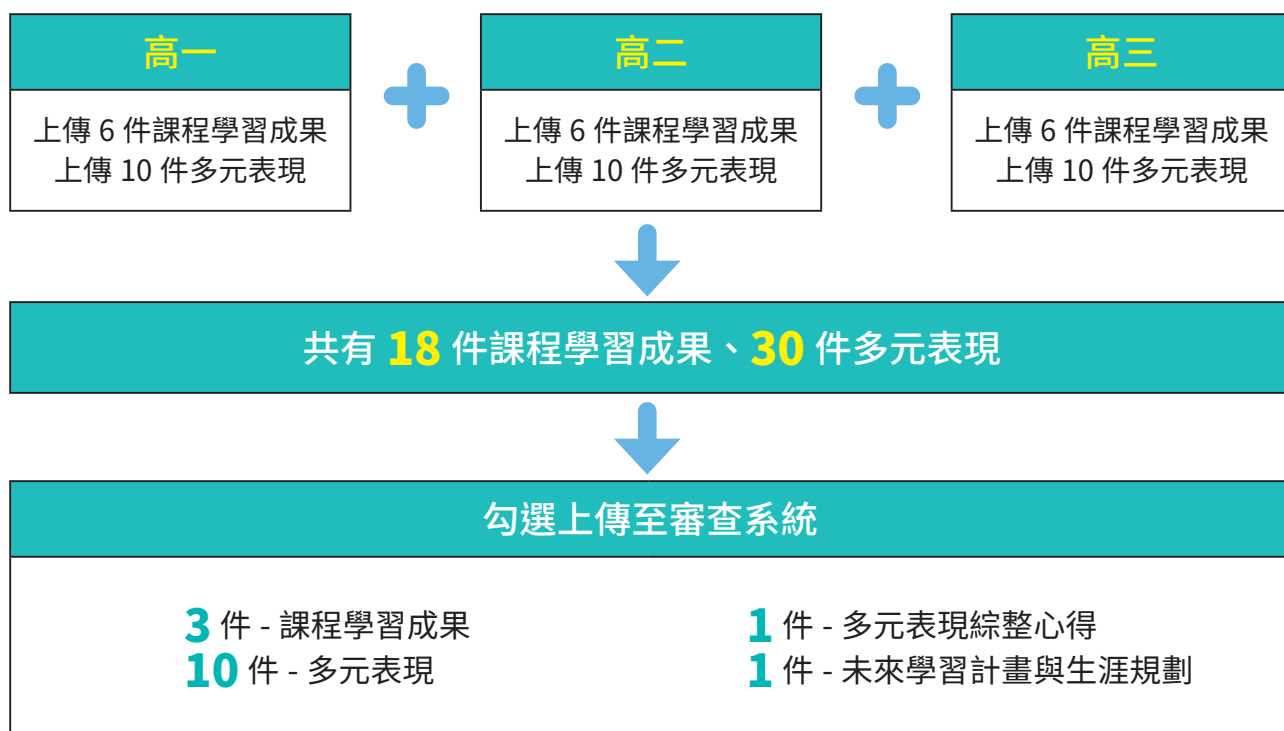 高一
上傳 6 件課程學習成果
上傳 10 件多元表現
高二
上傳 6 件課程學習成果
上傳 10 件多元表現
高三
上傳 6 件課程學習成果
上傳 10 件多元表現
共有 18 件課程學習成果、30 件多元表現
勾選上傳至審查系統
3 件 - 課程學習成果
10 件 - 多元表現
1 件 - 多元表現綜整心得
1 件 - 未來學習計畫與生涯規劃